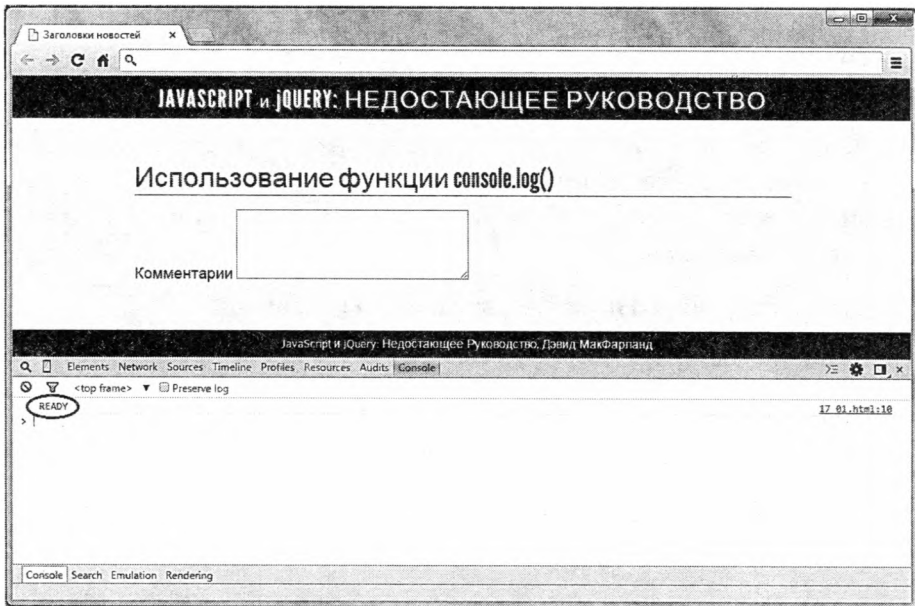 Заголовки новостей
JAVASCRIPT и jQUERY: НЕДОСТАЮЩЕЕ РУКОВОДСТВО
Использование функции console.log()
Комментарии
JavaScript и jQuery: Недостающее Руководство, Дэвид МакФарланд
Elements Network Sources Timeline Profiles Resources Audits Console
<top frame> ▼ Preserve log
READY
17_01.html:10
>
Console Search Emulation Rendering